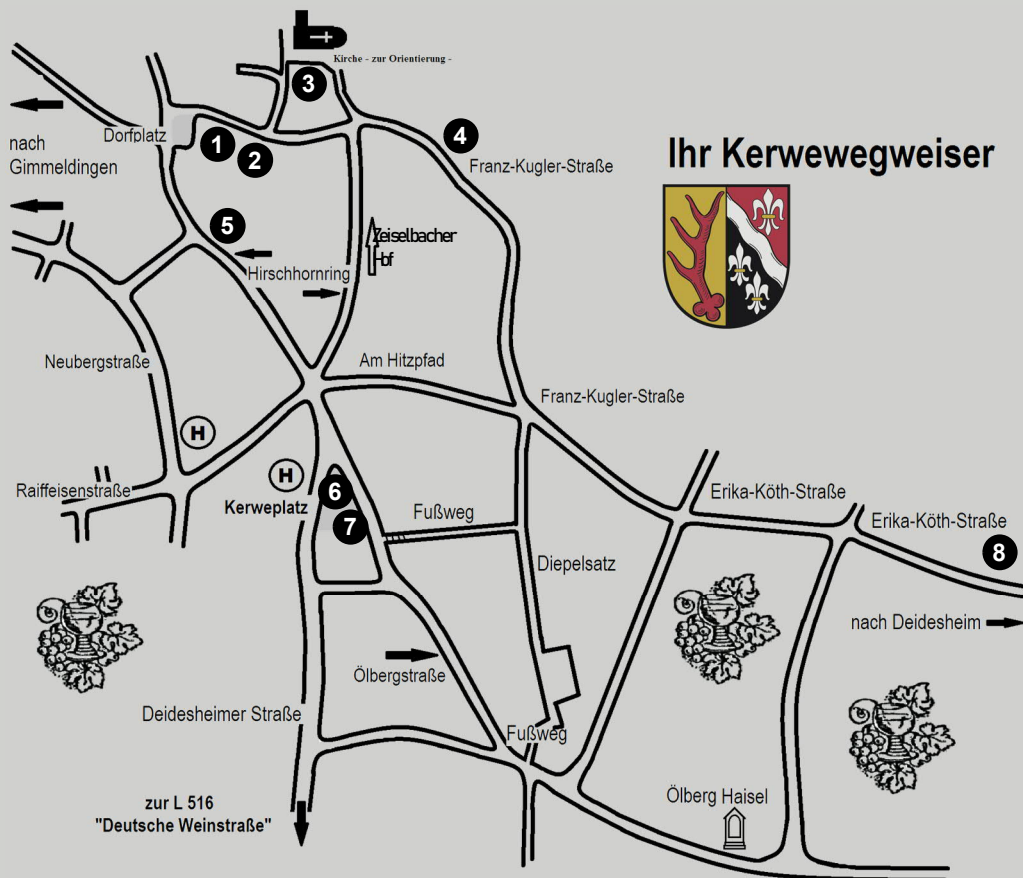 Kirche - zur Orientierung -
3
Dorfplatz
1
2
4
nach
Gimmeldingen
Franz-Kugler-Straße
Ihr Kerwewegweiser
5
Zeiselbacher
Hof
Hirschhornring
Neubergstraße
Am Hitzpfad
Franz-Kugler-Straße
H
H
Raiffeisenstraße
6
Kerweplatz
7
Fußweg
Erika-Köth-Straße
Erika-Köth-Straße
8
Diepelsatz
nach Deidesheim
Ölbergstraße
Deidesheimer Straße
Fußweg
zur L 516
"Deutsche Weinstraße"
Ölberg Haisel